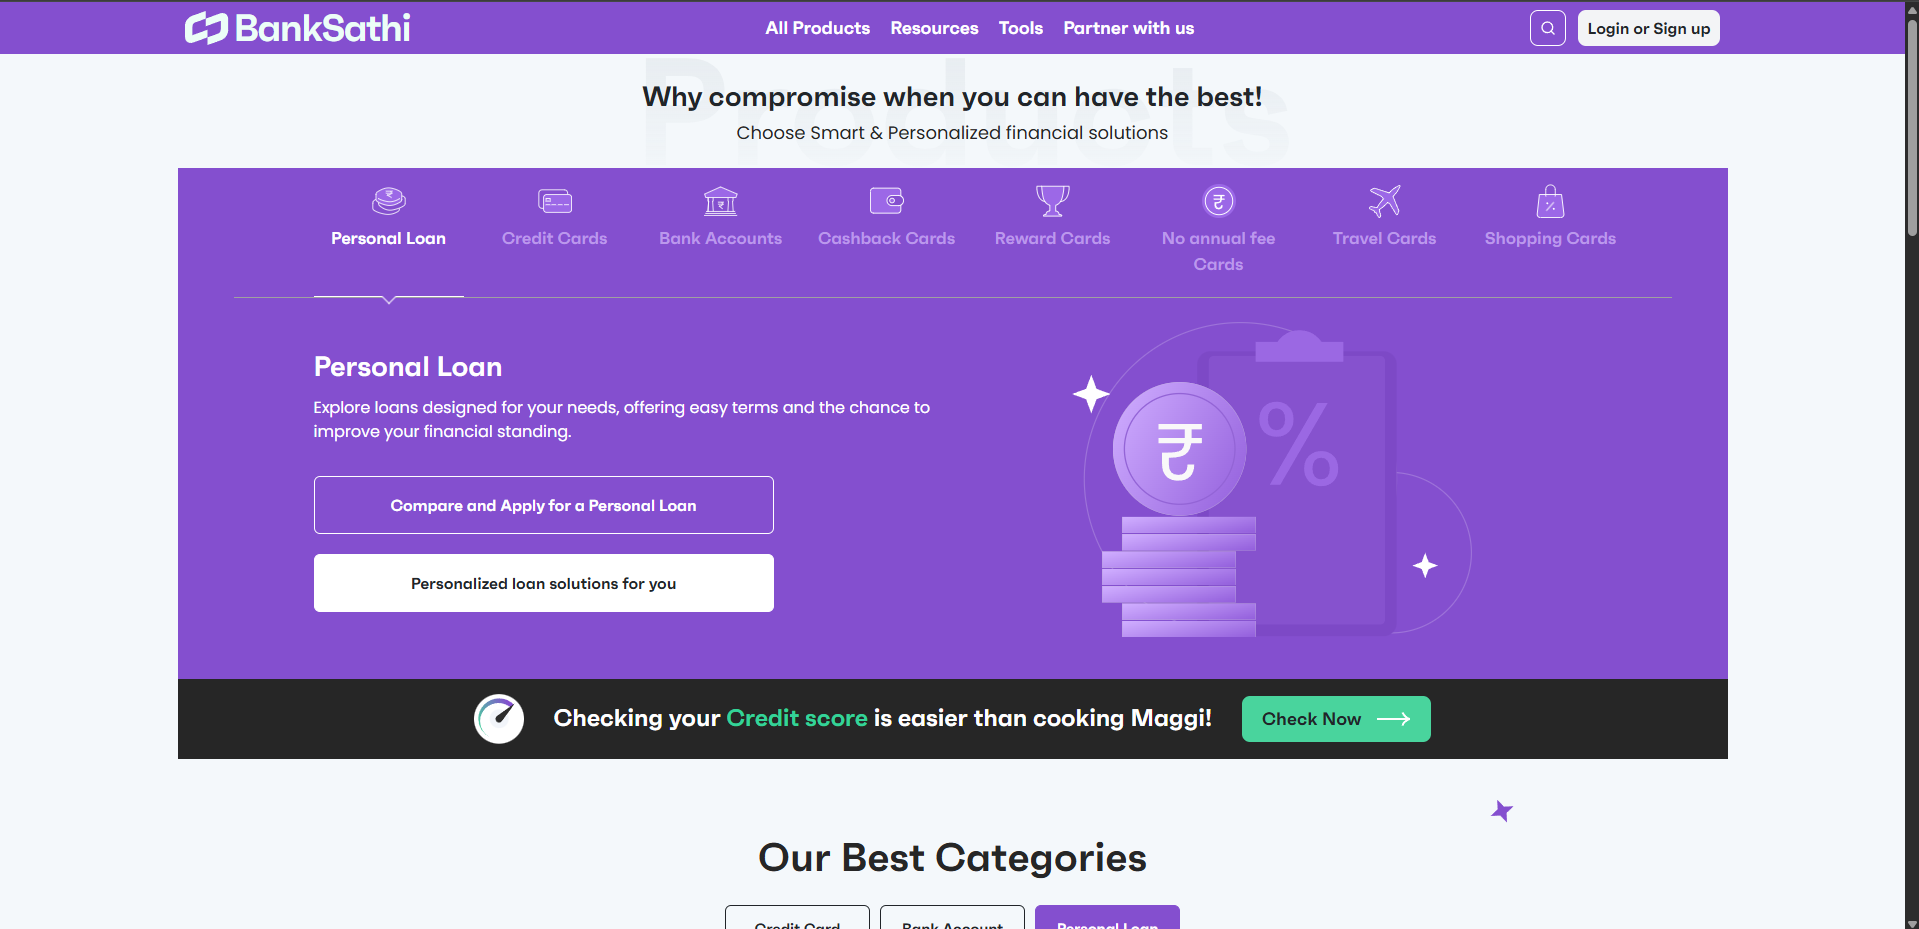 BankSathi
All Products
Resources
Tools
Partner with us
Login or Sign up
Products
Why compromise when you can have the best!
Choose Smart & Personalized financial solutions
Personal Loan
Credit Cards
Bank Accounts
Cashback Cards
Reward Cards
No annual fee
Cards
Travel Cards
Shopping Cards
Personal Loan
Explore loans designed for your needs, offering easy terms and the chance to
improve your financial standing.
Compare and Apply for a Personal Loan
Personalized loan solutions for you
₹
%
Checking your Credit score is easier than cooking Maggi!
Check Now
Our Best Categories
Credit Card
Bank Account
Personal Loan